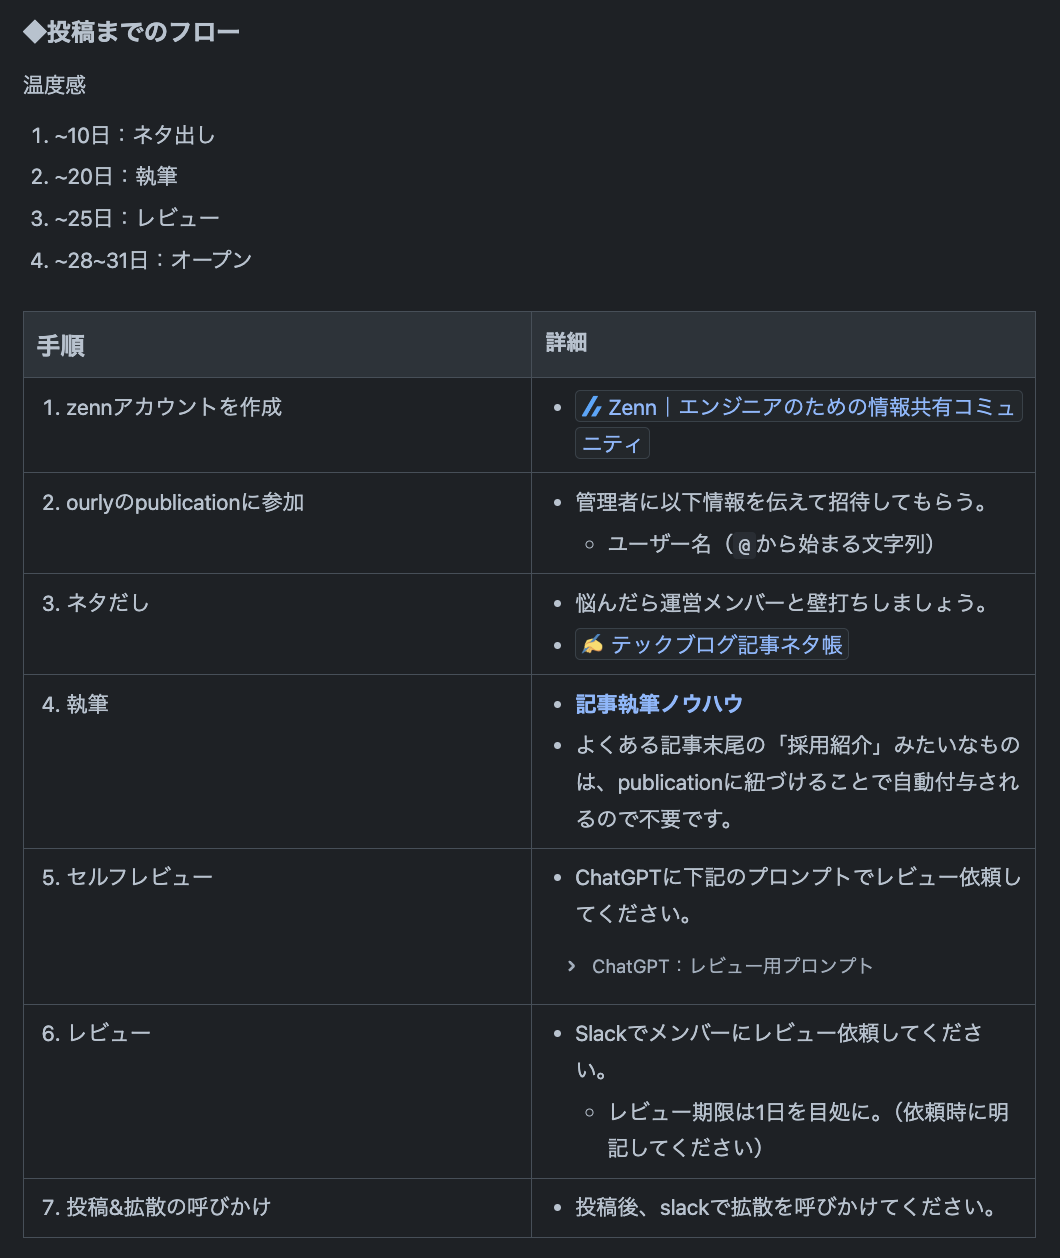 ◆投稿までのフロー
温度感
1. ~10日：ネタ出し
2. ~20日：執筆
3. ~25日：レビュー
4. ~28~31日：オープン
手順
詳細
1. zennアカウントを作成
• Zenn｜エンジニアのための情報共有コミュ
ニティ
2. ourlyのpublicationに参加
• 管理者に以下情報を伝えて招待してもらう。
◦ ユーザー名（@から始まる文字列）
3. ネタだし
• 悩んだら運営メンバーと壁打ちしましょう。
• ✍️ テックブログ記事ネタ帳
4. 執筆
• 記事執筆ノウハウ
• よくある記事末尾の「採用紹介」みたいなもの
は、publicationに紐づけることで自動付与され
るので不要です。
5. セルフレビュー
• ChatGPTに下記のプロンプトでレビュー依頼し
てください。
› ChatGPT：レビュー用プロンプト
6. レビュー
• Slackでメンバーにレビュー依頼してくださ
い。
◦ レビュー期限は1日を目処に。（依頼時に明
記してください）
7. 投稿&拡散の呼びかけ
• 投稿後、slackで拡散を呼びかけてください。